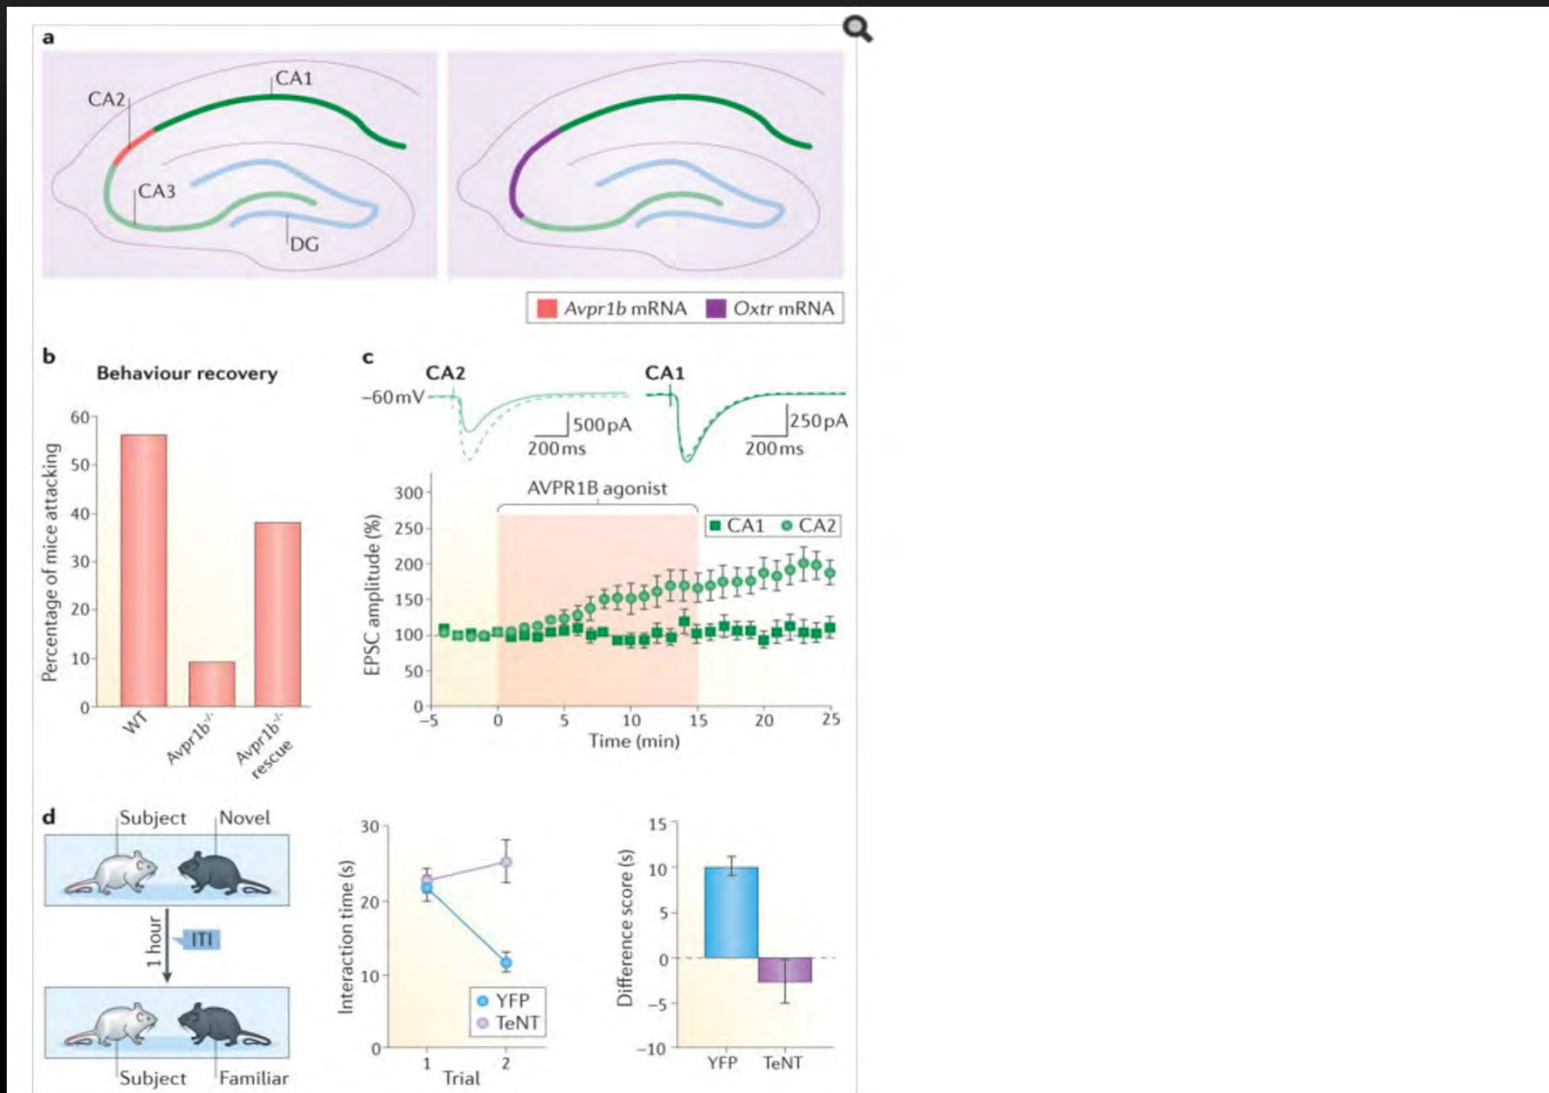 a
CA1
CA2
CA3
DG
Avpr1b mRNA
Oxtr mRNA
b
Behaviour recovery
Percentage of mice attacking
60
50
40
30
20
10
0
WT
Avpr1b-/-
Avpr1b-/-
rescue
c
CA2
CA1
–60mV
500pA
200ms
250pA
200ms
AVPR1B agonist
CA1
CA2
EPSC amplitude (%)
300
250
200
150
100
50
0
–5
0
5
10
15
20
25
Time (min)
d
Subject
Novel
1 hour
ITI
Subject
Familiar
Interaction time (s)
30
20
10
0
YFP
TeNT
1
2
Trial
Difference score (s)
15
10
5
0
–5
–10
YFP
TeNT